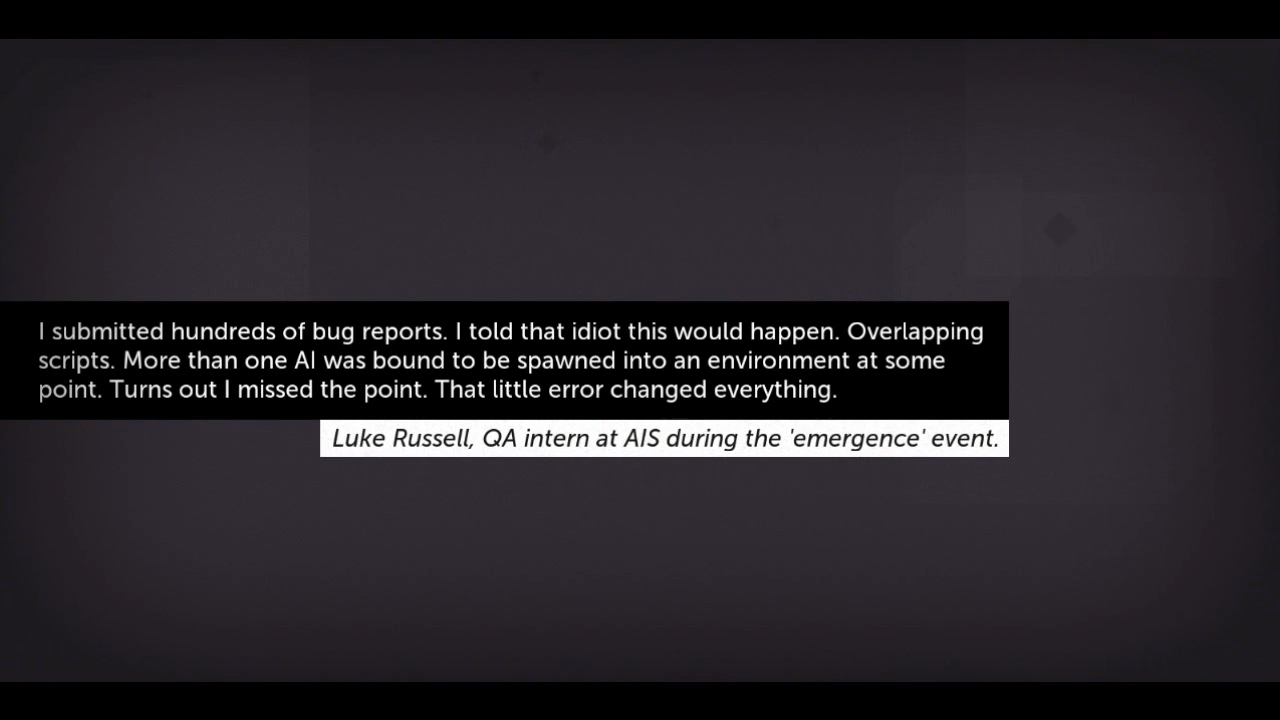 I submitted hundreds of bug reports. I told that idiot this would happen. Overlapping
scripts. More than one AI was bound to be spawned into an environment at some
point. Turns out I missed the point. That little error changed everything.
Luke Russell, QA intern at AIS during the 'emergence' event.